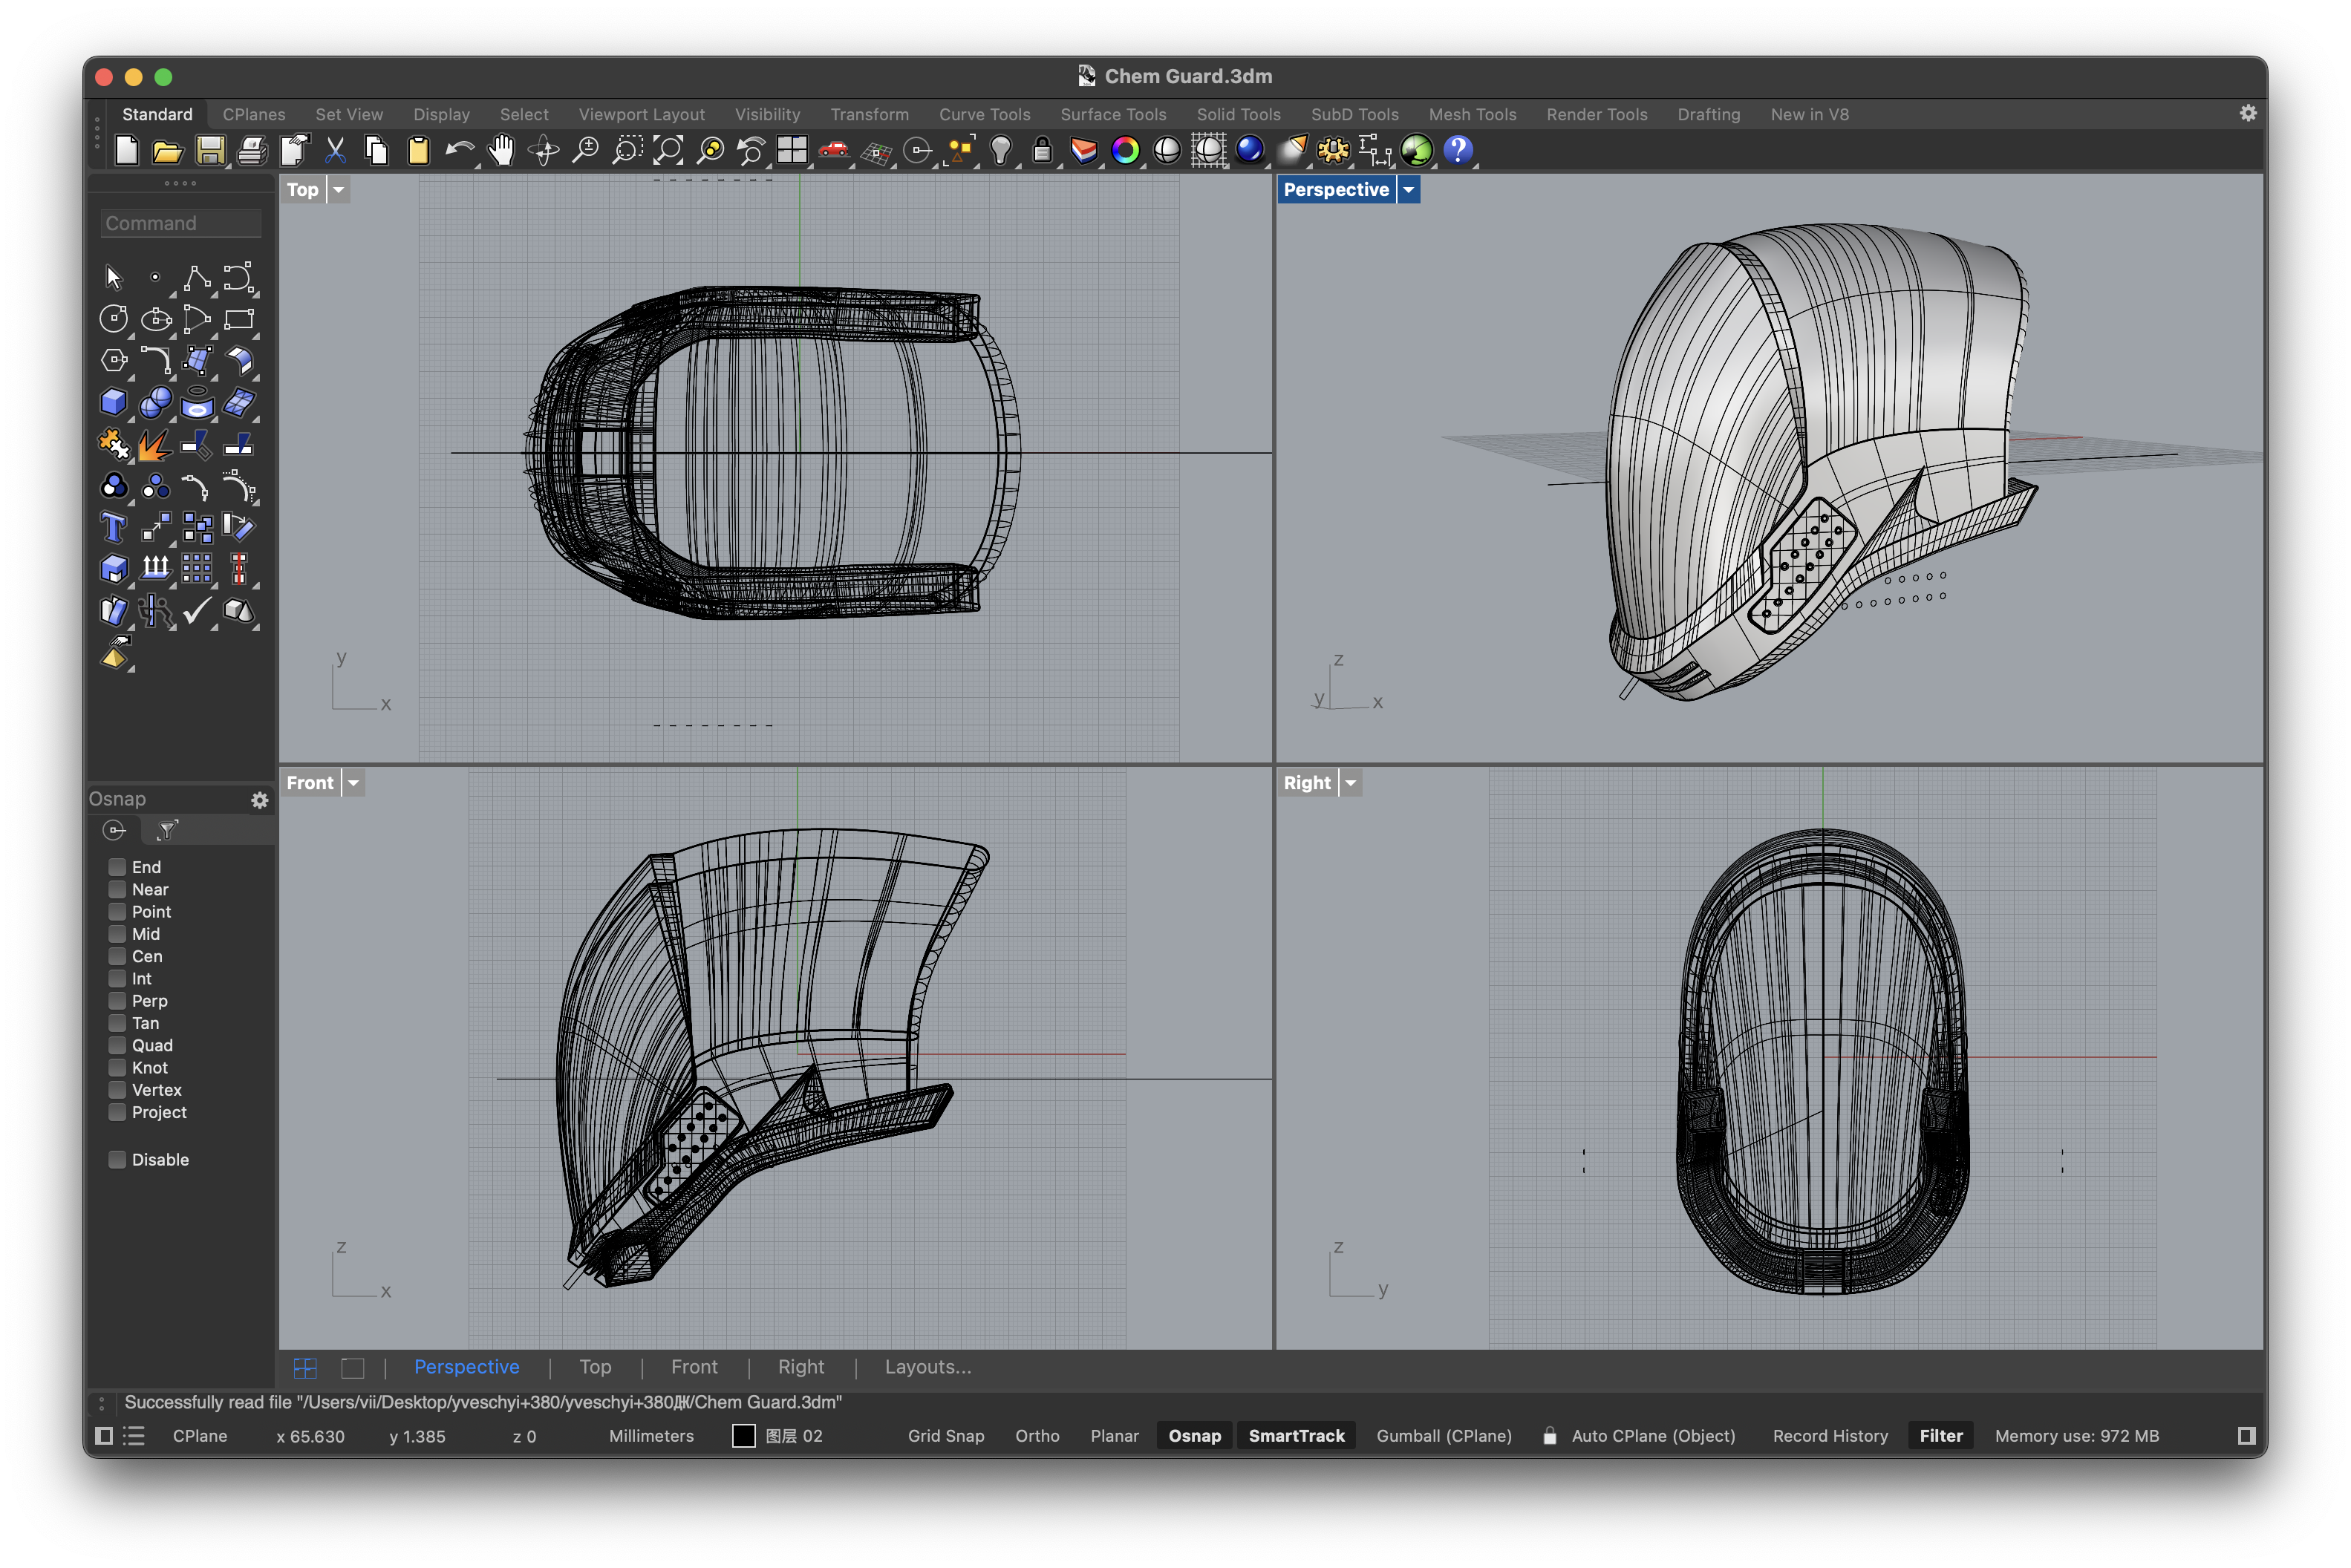 Chem Guard.3dm
Standard CPlanes Set View Display Select Viewport Layout Visibility Transform Curve Tools Surface Tools Solid Tools SubD Tools Mesh Tools Render Tools Drafting New in V8
Command
Top
y
x
Perspective
z
y
x
Osnap
End
Near
Point
Mid
Cen
Int
Perp
Tan
Quad
Knot
Vertex
Project
Disable
Front
z
x
Right
z
y
Perspective | Top | Front | Right | Layouts...
Successfully read file "/Users/vii/Desktop/yveschyi+380/yveschyi+380/Chem Guard.3dm"
CPlane x 65.630 y 1.385 z 0 Millimeters 图层 02 Grid Snap Ortho Planar Osnap SmartTrack Gumball (CPlane) Auto CPlane (Object) Record History Filter Memory use: 972 MB